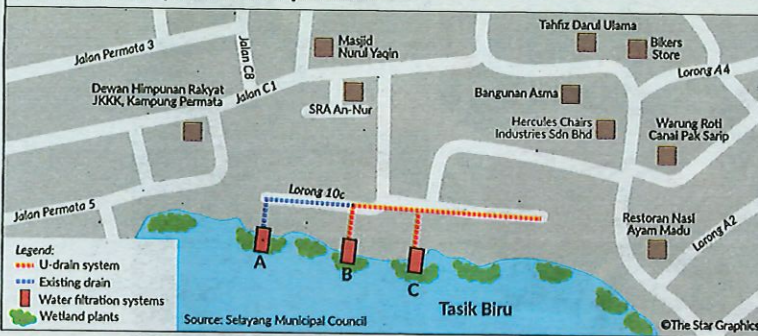 Tahfiz Darul Ulama
Jalan Permata 3
Jalan C8
Masjid
Nurul Yaqin
Bikers
Store
Lorong A4
Dewan Himpunan Rakyat
JKKK, Kampung Permata
Jalan C1
SRA An-Nur
Bangunan Asma
Hercules Chairs
Industries Sdn Bhd
Warung Roti
Canai Pak Sarip
Lorong 10c
Jalan Permata 5
Restoran Nasi
Ayam Madu
Lorong A2
Legend:
U-drain system
Existing drain
Water filtration systems
Wetland plants
A
B
C
Source: Selayang Municipal Council
Tasik Biru
©The Star Graphics